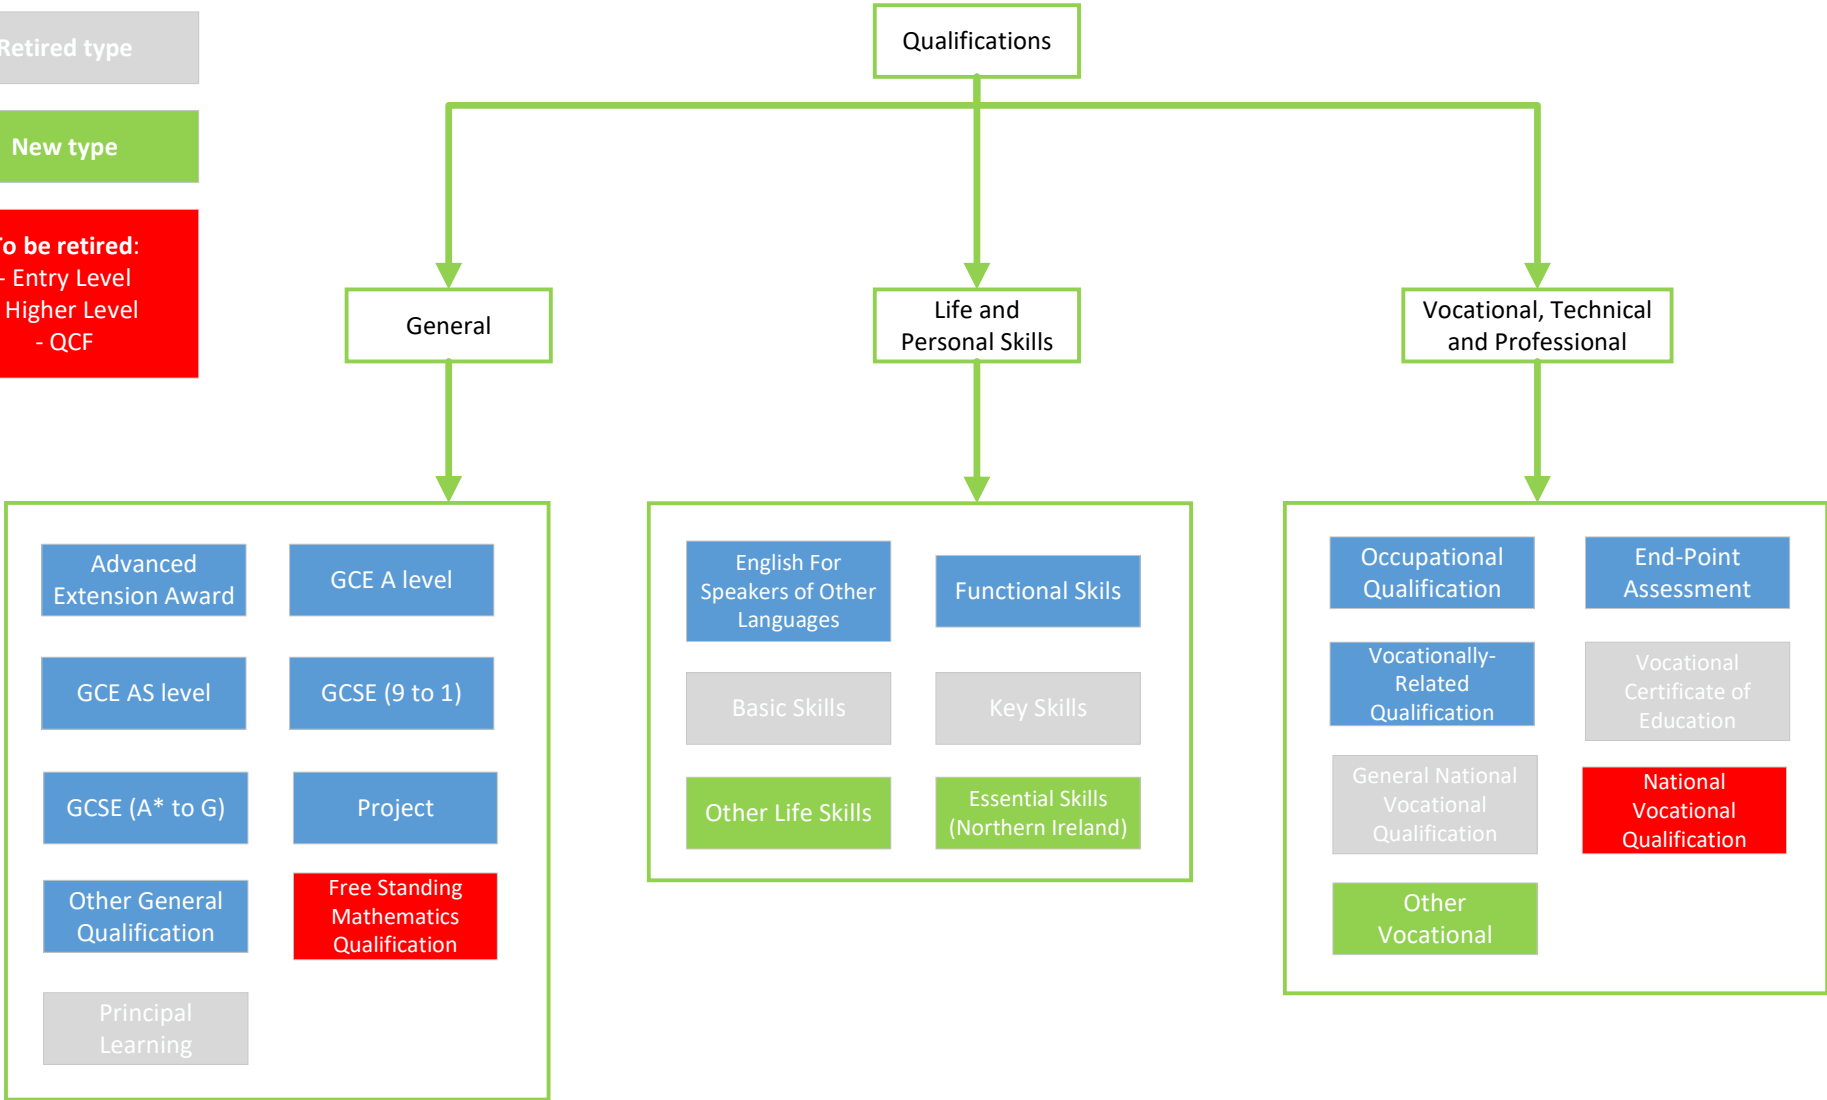 Retired type
New type
To be retired:
- Entry Level
Higher Level
- QCF
Qualifications
General
Life and
Personal Skills
Vocational, Technical
and Professional
Advanced
Extension Award
GCE A level
GCE AS level
GCSE (9 to 1)
GCSE (A* to G)
Project
Other General
Qualification
Free Standing
Mathematics
Qualification
Principal
Learning
English For
Speakers of Other
Languages
Functional Skils
Basic Skills
Key Skills
Other Life Skills
Essential Skills
(Northern Ireland)
Occupational
Qualification
End-Point
Assessment
Vocationally-
Related
Qualification
Vocational
Certificate of
Education
General National
Vocational
Qualification
National
Vocational
Qualification
Other
Vocational